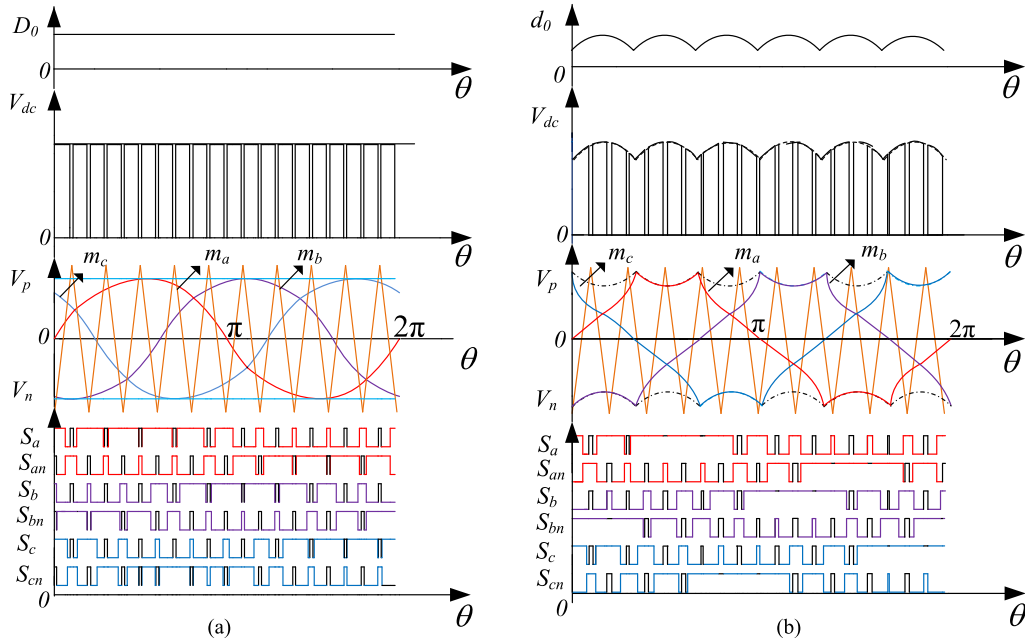 D0
0
θ
Vdc
0
mc
ma
mb
Vp
π
2π
0
θ
Vn
Sa
San
Sb
Sbn
Sc
Scn
0
θ
(a)
d0
0
θ
Vdc
0
mc
ma
mb
Vp
π
2π
0
θ
Vn
Sa
San
Sb
Sbn
Sc
Scn
0
θ
(b)